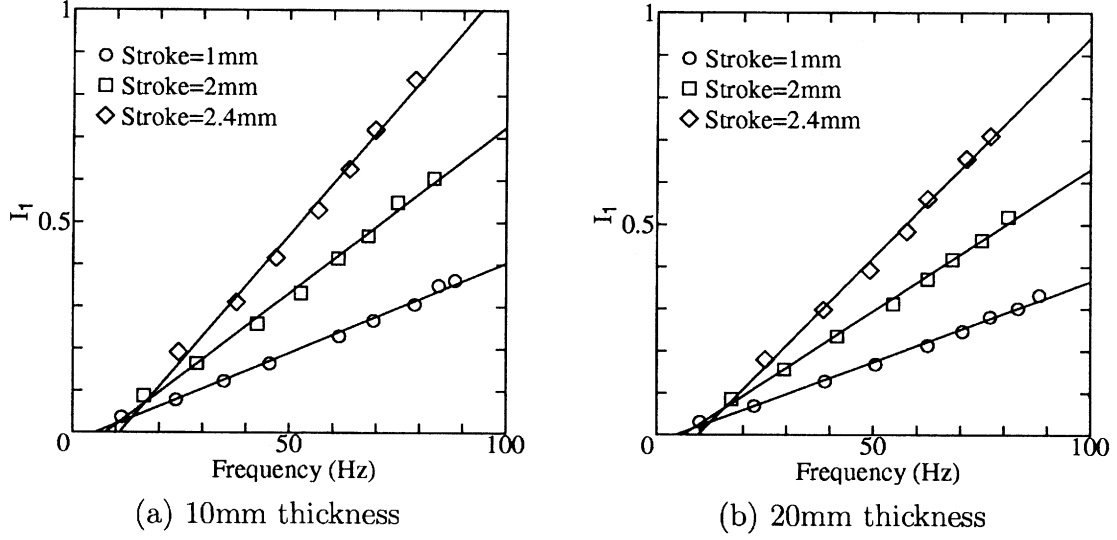 1
I1
0.5
0
50
100
Frequency (Hz)
Stroke=1mm
Stroke=2mm
Stroke=2.4mm
(a) 10mm thickness
1
I1
0.5
0
50
100
Frequency (Hz)
Stroke=1mm
Stroke=2mm
Stroke=2.4mm
(b) 20mm thickness